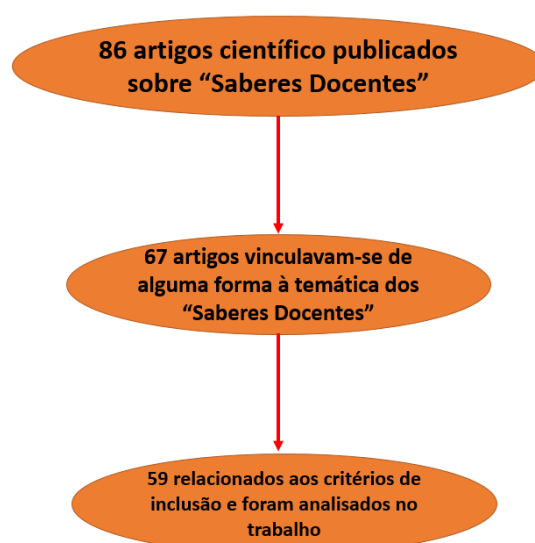 86 artigos científico publicados
sobre “Saberes Docentes”
67 artigos vinculavam-se de
alguma forma à temática dos
“Saberes Docentes”
59 relacionados aos critérios de
inclusão e foram analisados no
trabalho